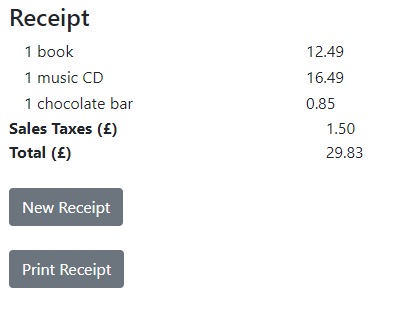 Receipt
1 book 12.49
1 music CD 16.49
1 chocolate bar 0.85
Sales Taxes (£) 1.50
Total (£) 29.83
New Receipt
Print Receipt